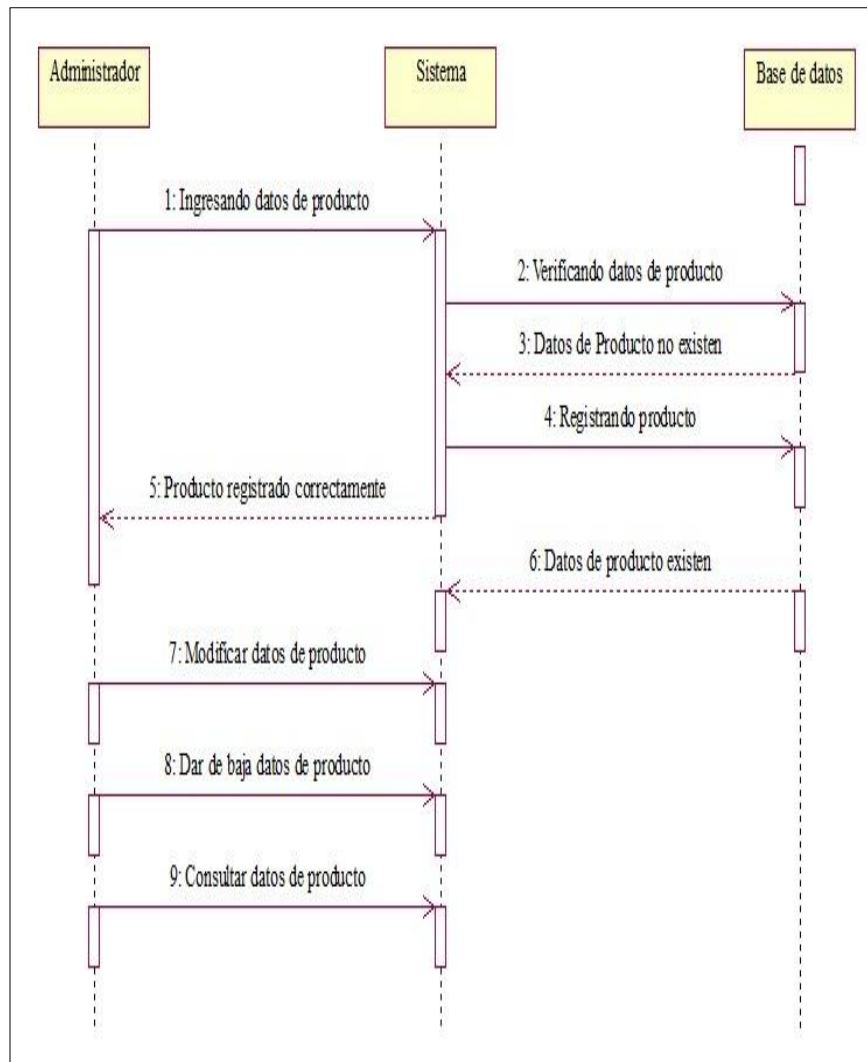 Administrador
Sistema
Base de datos
1: Ingresando datos de producto
2: Verificando datos de producto
3: Datos de Producto no existen
4: Registrando producto
5: Producto registrado correctamente
6: Datos de producto existen
7: Modificar datos de producto
8: Dar de baja datos de producto
9: Consultar datos de producto